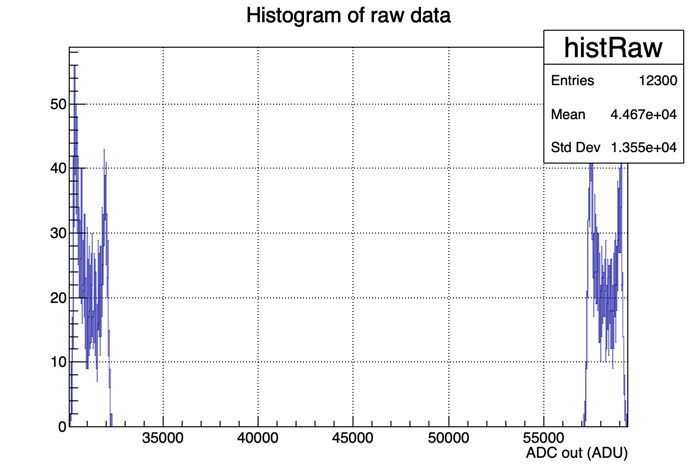 Histogram of raw data
histRaw
Entries 12300
Mean 4.467e+04
Std Dev 1.355e+04
50
40
30
20
10
0
35000 40000 45000 50000 55000
ADC out (ADU)